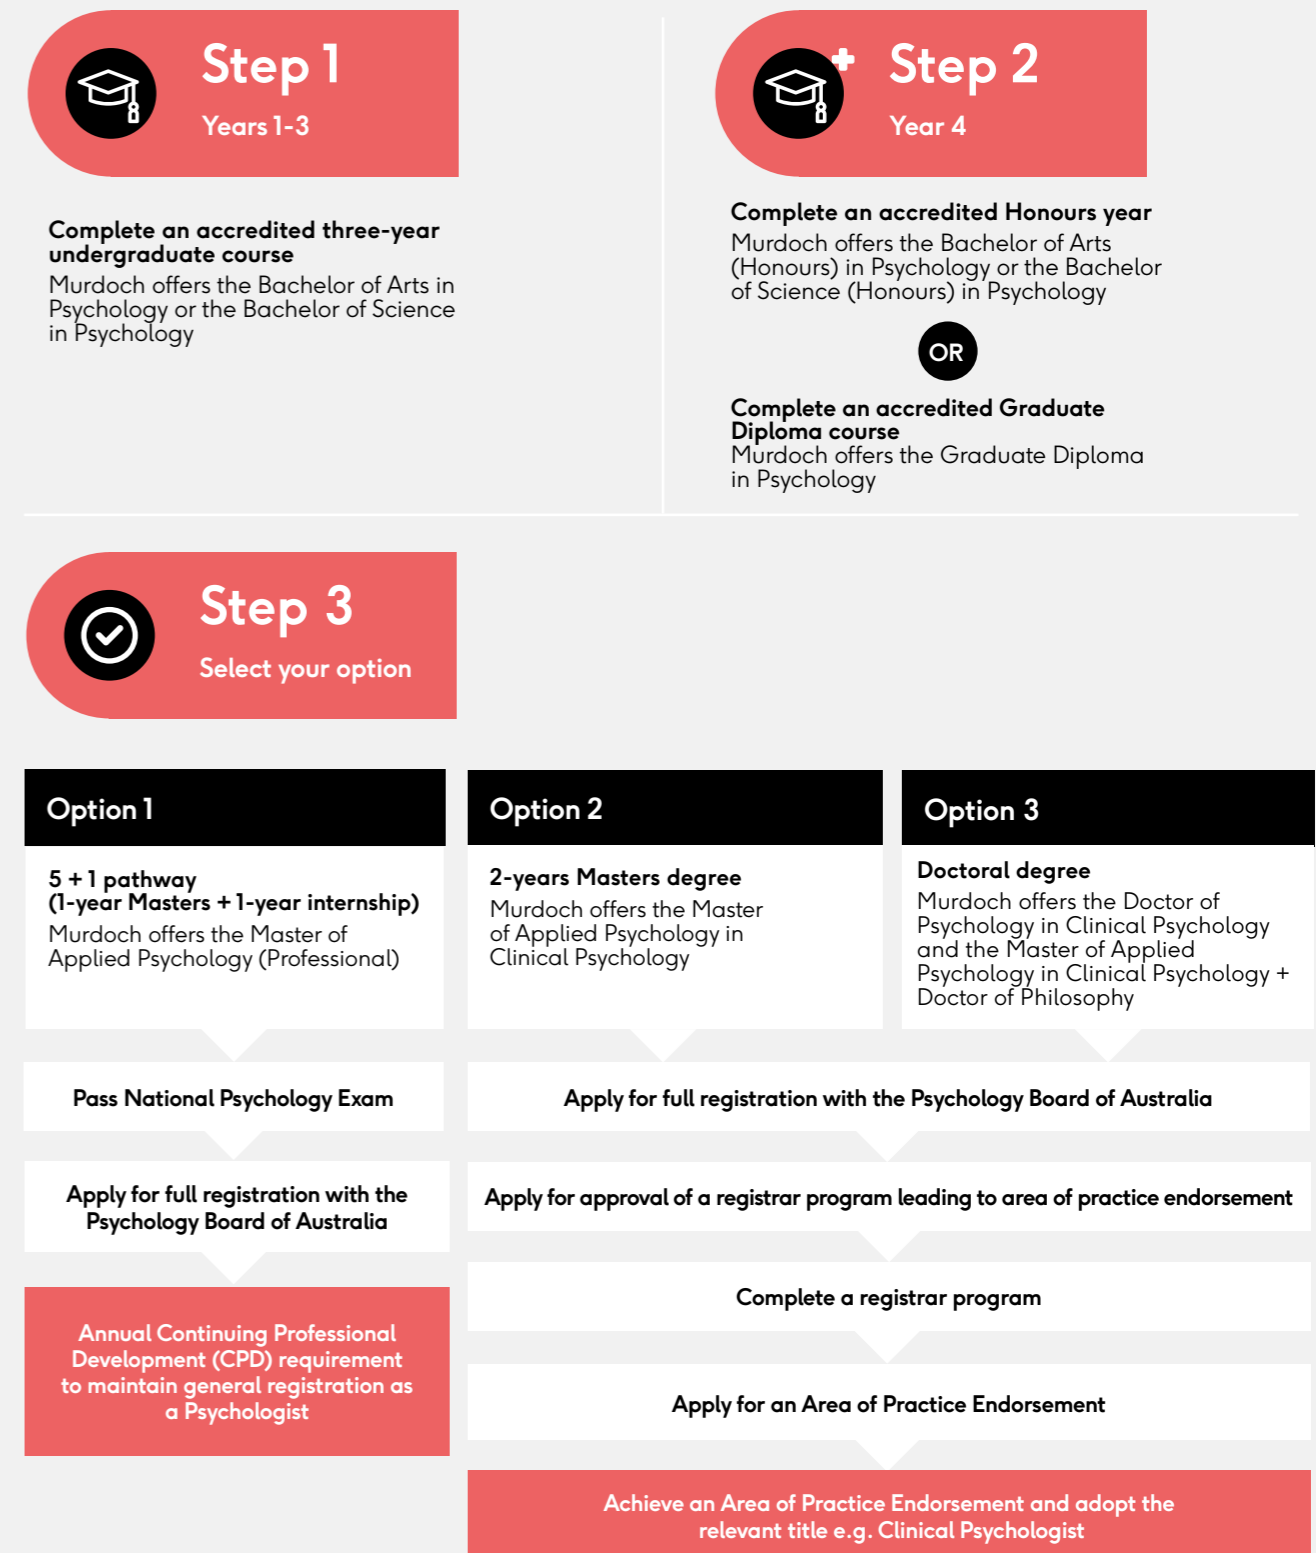 Step 1
Years 1-3
Complete an accredited three-year
undergraduate course
Murdoch offers the Bachelor of Arts in
Psychology or the Bachelor of Science
in Psychology
Step 2
Year 4
Complete an accredited Honours year
Murdoch offers the Bachelor of Arts
(Honours) in Psychology or the Bachelor
of Science (Honours) in Psychology
OR
Complete an accredited Graduate
Diploma course
Murdoch offers the Graduate Diploma
in Psychology
Step 3
Select your option
Option 1
5 + 1 pathway
(1-year Masters + 1-year internship)
Murdoch offers the Master of
Applied Psychology (Professional)
Pass National Psychology Exam
Apply for full registration with the
Psychology Board of Australia
Annual Continuing Professional
Development (CPD) requirement
to maintain general registration as
a Psychologist
Option 2
2-years Masters degree
Murdoch offers the Master
of Applied Psychology in
Clinical Psychology
Option 3
Doctoral degree
Murdoch offers the Doctor of
Psychology in Clinical Psychology
and the Master of Applied
Psychology in Clinical Psychology +
Doctor of Philosophy
Apply for full registration with the Psychology Board of Australia
Apply for approval of a registrar program leading to area of practice endorsement
Complete a registrar program
Apply for an Area of Practice Endorsement
Achieve an Area of Practice Endorsement and adopt the
relevant title e.g. Clinical Psychologist